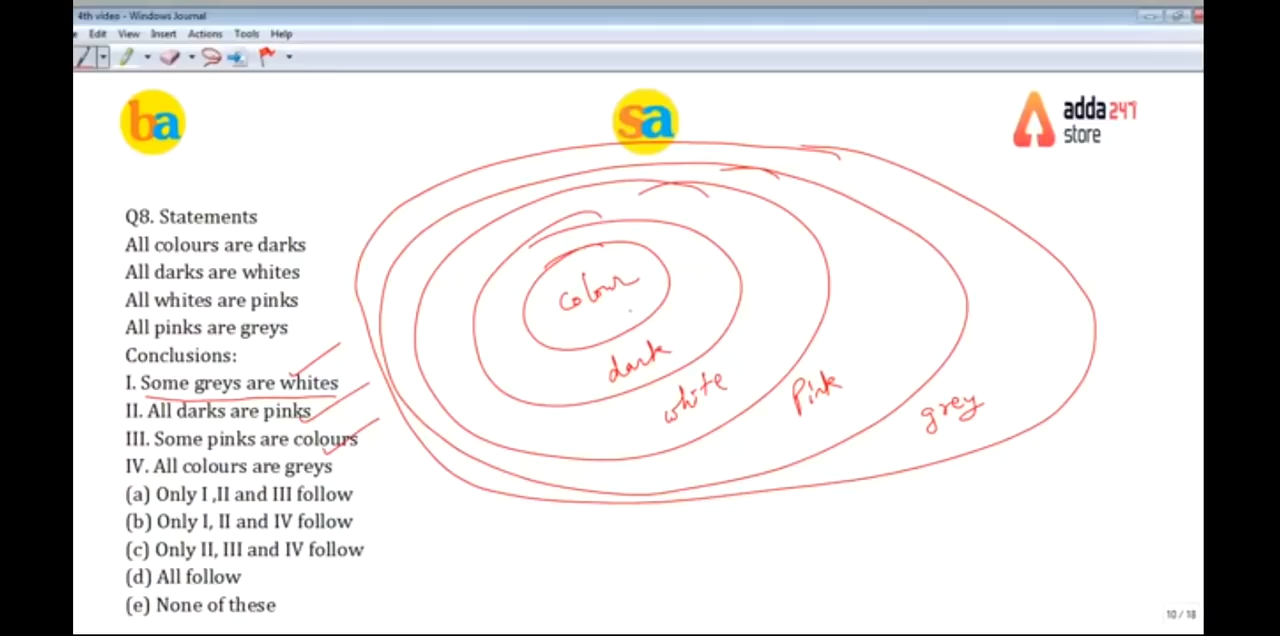 4th video - Windows Journal
Edit View Insert Actions Tools Help
ba
sa
adda247
store
Q8. Statements
All colours are darks
All darks are whites
All whites are pinks
All pinks are greys
Conclusions:
I. Some greys are whites
II. All darks are pinks
III. Some pinks are colours
IV. All colours are greys
(a) Only I ,II and III follow
(b) Only I, II and IV follow
(c) Only II, III and IV follow
(d) All follow
(e) None of these
colour
dark
white
Pink
grey
10 / 18